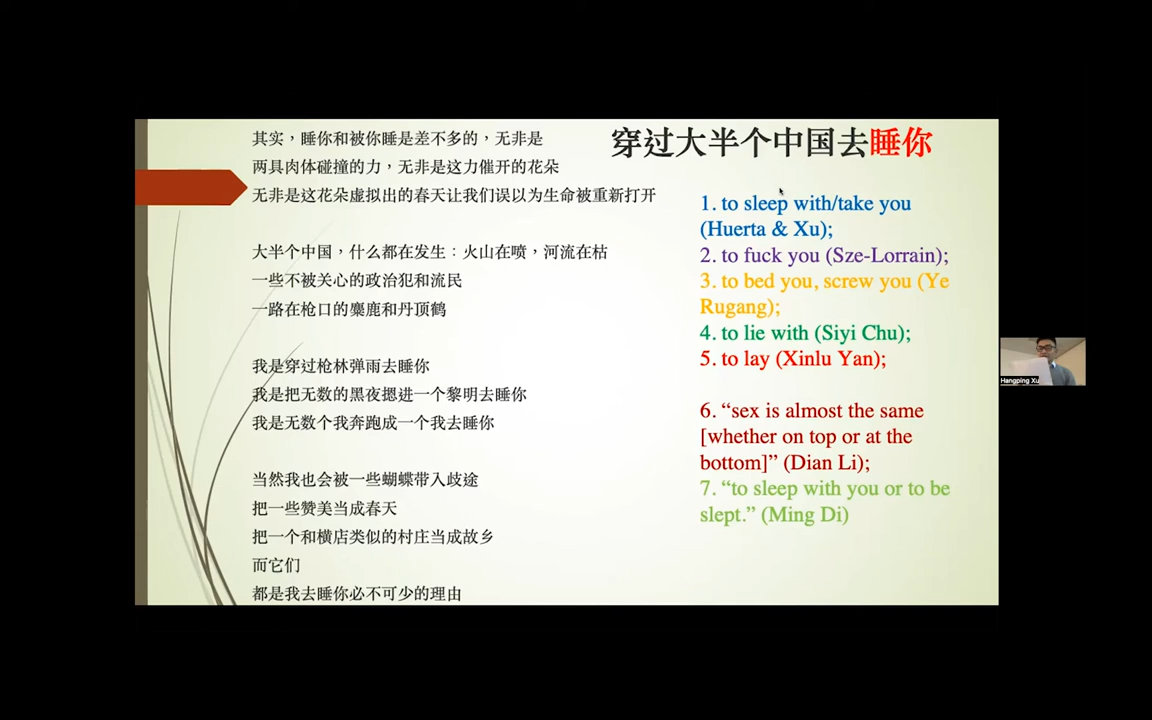 其实，睡你和被你睡是差不多的，无非是
两具肉体碰撞的力，无非是这力催开的花朵
无非是这花朵虚拟出的春天让我们误以为生命被重新打开
大半个中国，什么都在发生：火山在喷，河流在枯
一些不被关心的政治犯和流民
一路在枪口的麋鹿和丹顶鹤
我是穿过枪林弹雨去睡你
我是把无数的黑夜摁进一个黎明去睡你
我是无数个我奔跑成一个我去睡你
当然我也会被一些蝴蝶带入歧途
把一些赞美当成春天
把一个和横店类似的村庄当成故乡
而它们
都是我去睡你必不可少的理由
穿过大半个中国去睡你
1. to sleep with/take you
(Huerta & Xu);
2. to fuck you (Sze-Lorrain);
3. to bed you, screw you (Ye
Rugang);
4. to lie with (Siyi Chu);
5. to lay (Xinlu Yan);
6. “sex is almost the same
[whether on top or at the
bottom]” (Dian Li);
7. “to sleep with you or to be
slept.” (Ming Di)
Hangping Xu